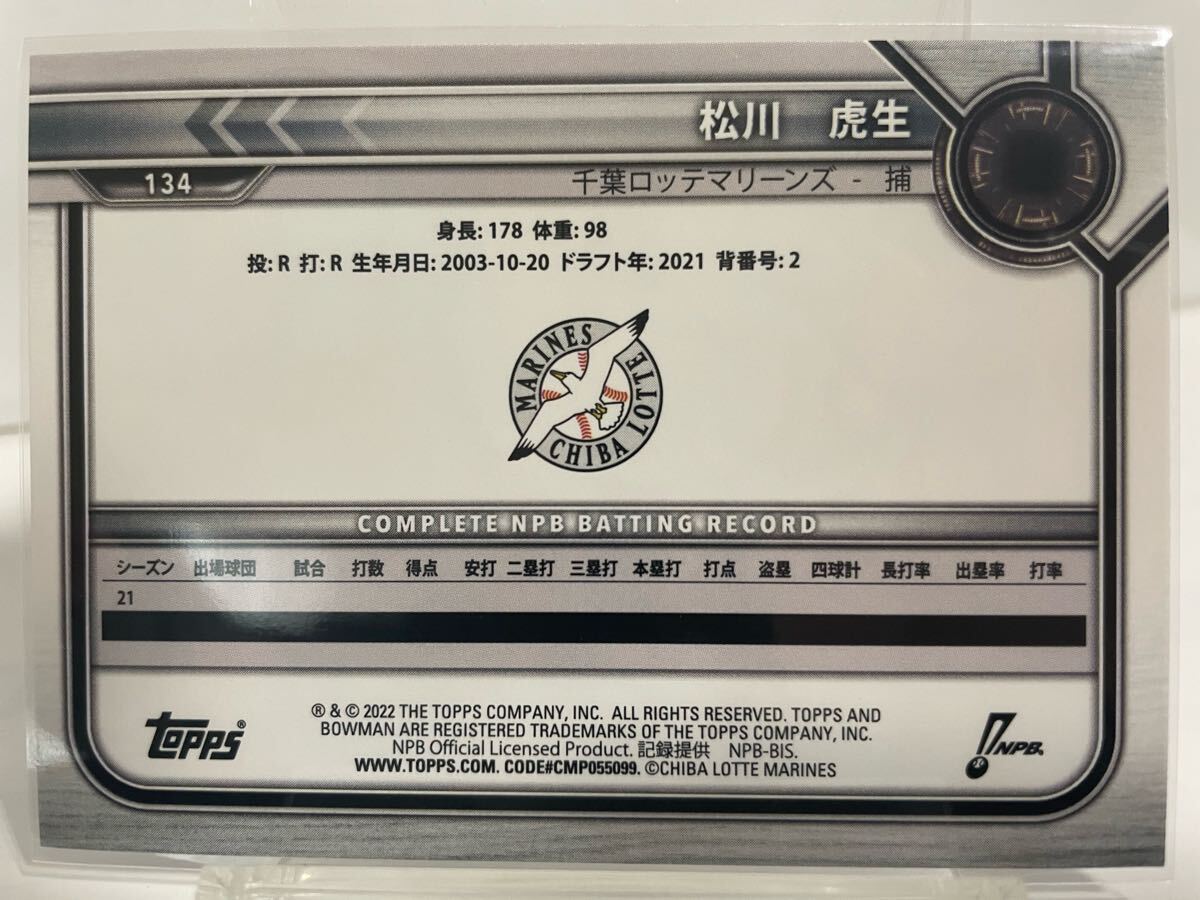 松川 虎生
134
千葉ロッテマリーンズ - 捕
身長: 178 体重: 98
投: R 打: R 生年月日: 2003-10-20 ドラフト年: 2021 背番号: 2
MARINES
CHIBA LOTTE
COMPLETE NPB BATTING RECORD
シーズン 出場球団 試合 打数 得点 安打 二塁打 三塁打 本塁打 打点 盗塁 四球計 長打率 出塁率 打率
21
Topps®
® & © 2022 THE TOPPS COMPANY, INC. ALL RIGHTS RESERVED. TOPPS AND
BOWMAN ARE REGISTERED TRADEMARKS OF THE TOPPS COMPANY, INC.
NPB Official Licensed Product. 記録提供 NPB-BIS.
WWW.TOPPS.COM. CODE#CMP055099. ©CHIBA LOTTE MARINES
NPB